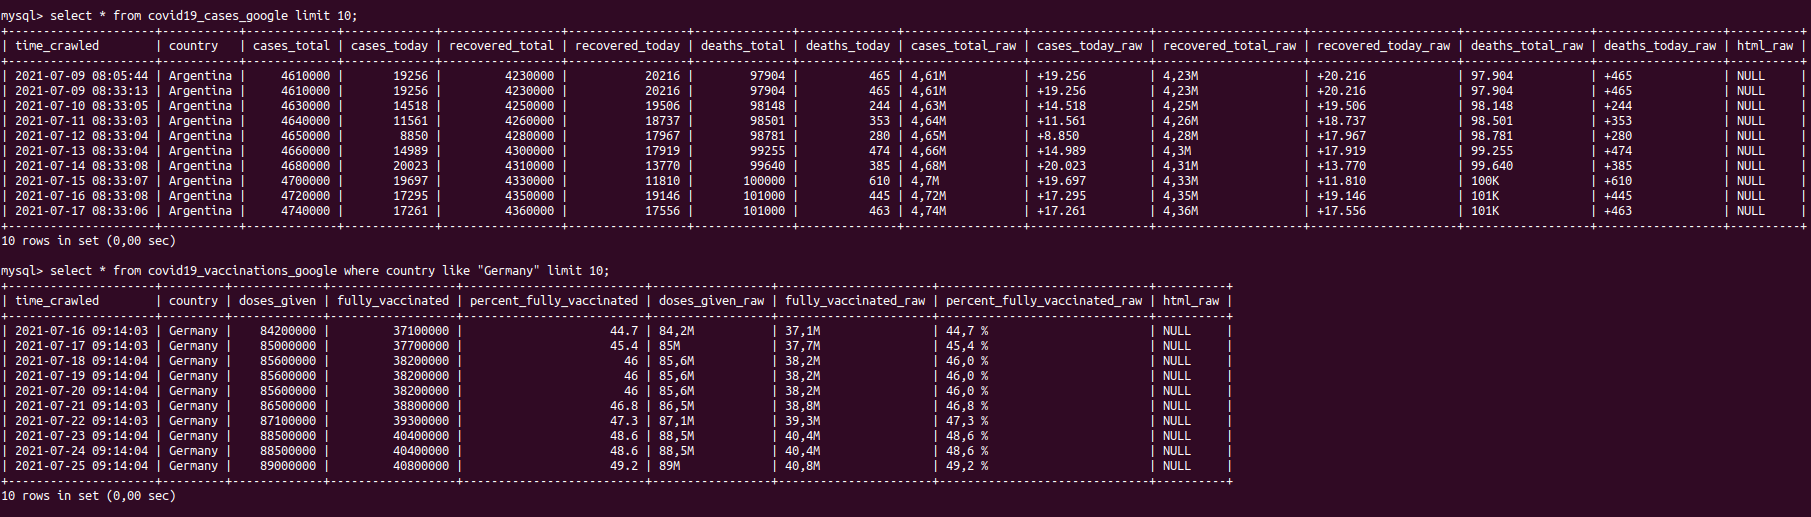 mysql> select * from covid19_cases_google limit 10;
+---------------------+-----------+-------------+-------------+-----------------+-----------------+--------------+--------------+-----------------+-----------------+---------------------+---------------------+------------------+------------------+----------+
| time_crawled        | country   | cases_total | cases_today | recovered_total | recovered_today | deaths_total | deaths_today | cases_total_raw | cases_today_raw | recovered_total_raw | recovered_today_raw | deaths_total_raw | deaths_today_raw | html_raw |
+---------------------+-----------+-------------+-------------+-----------------+-----------------+--------------+--------------+-----------------+-----------------+---------------------+---------------------+------------------+------------------+----------+
| 2021-07-09 08:05:44 | Argentina |     4610000 |       19256 |         4230000 |           20216 |        97904 |          465 | 4,61M           | +19.256         | 4,23M               | +20.216             | 97.904           | +465             | NULL     |
| 2021-07-09 08:33:13 | Argentina |     4610000 |       19256 |         4230000 |           20216 |        97904 |          465 | 4,61M           | +19.256         | 4,23M               | +20.216             | 97.904           | +465             | NULL     |
| 2021-07-10 08:33:05 | Argentina |     4630000 |       14518 |         4250000 |           19506 |        98148 |          244 | 4,63M           | +14.518         | 4,25M               | +19.506             | 98.148           | +244             | NULL     |
| 2021-07-11 08:33:03 | Argentina |     4640000 |       11561 |         4260000 |           18737 |        98501 |          353 | 4,64M           | +11.561         | 4,26M               | +18.737             | 98.501           | +353             | NULL     |
| 2021-07-12 08:33:04 | Argentina |     4650000 |        8850 |         4280000 |           17967 |        98781 |          280 | 4,65M           | +8.850          | 4,28M               | +17.967             | 98.781           | +280             | NULL     |
| 2021-07-13 08:33:04 | Argentina |     4660000 |       14989 |         4300000 |           17919 |        99255 |          474 | 4,66M           | +14.989         | 4,3M                | +17.919             | 99.255           | +474             | NULL     |
| 2021-07-14 08:33:08 | Argentina |     4680000 |       20023 |         4310000 |           13770 |        99640 |          385 | 4,68M           | +20.023         | 4,31M               | +13.770             | 99.640           | +385             | NULL     |
| 2021-07-15 08:33:07 | Argentina |     4700000 |       19697 |         4330000 |           11810 |       100000 |          610 | 4,7M            | +19.697         | 4,33M               | +11.810             | 100K             | +610             | NULL     |
| 2021-07-16 08:33:08 | Argentina |     4720000 |       17295 |         4350000 |           19146 |       101000 |          445 | 4,72M           | +17.295         | 4,35M               | +19.146             | 101K             | +445             | NULL     |
| 2021-07-17 08:33:06 | Argentina |     4740000 |       17261 |         4360000 |           17556 |       101000 |          463 | 4,74M           | +17.261         | 4,36M               | +17.556             | 101K             | +463             | NULL     |
+---------------------+-----------+-------------+-------------+-----------------+-----------------+--------------+--------------+-----------------+-----------------+---------------------+---------------------+------------------+------------------+----------+
10 rows in set (0,00 sec)
mysql> select * from covid19_vaccinations_google where country like "Germany" limit 10;
+---------------------+---------+-------------+------------------+--------------------------+-----------------+----------------------+------------------------------+----------+
| time_crawled        | country | doses_given | fully_vaccinated | percent_fully_vaccinated | doses_given_raw | fully_vaccinated_raw | percent_fully_vaccinated_raw | html_raw |
+---------------------+---------+-------------+------------------+--------------------------+-----------------+----------------------+------------------------------+----------+
| 2021-07-16 09:14:03 | Germany |    84200000 |         37100000 |                     44.7 | 84,2M           | 37,1M                | 44,7 %                       | NULL     |
| 2021-07-17 09:14:03 | Germany |    85000000 |         37700000 |                     45.4 | 85M             | 37,7M                | 45,4 %                       | NULL     |
| 2021-07-18 09:14:04 | Germany |    85600000 |         38200000 |                       46 | 85,6M           | 38,2M                | 46,0 %                       | NULL     |
| 2021-07-19 09:14:04 | Germany |    85600000 |         38200000 |                       46 | 85,6M           | 38,2M                | 46,0 %                       | NULL     |
| 2021-07-20 09:14:04 | Germany |    85600000 |         38200000 |                       46 | 85,6M           | 38,2M                | 46,0 %                       | NULL     |
| 2021-07-21 09:14:03 | Germany |    86500000 |         38800000 |                     46.8 | 86,5M           | 38,8M                | 46,8 %                       | NULL     |
| 2021-07-22 09:14:03 | Germany |    87100000 |         39300000 |                     47.3 | 87,1M           | 39,3M                | 47,3 %                       | NULL     |
| 2021-07-23 09:14:04 | Germany |    88500000 |         40400000 |                     48.6 | 88,5M           | 40,4M                | 48,6 %                       | NULL     |
| 2021-07-24 09:14:04 | Germany |    88500000 |         40400000 |                     48.6 | 88,5M           | 40,4M                | 48,6 %                       | NULL     |
| 2021-07-25 09:14:04 | Germany |    89000000 |         40800000 |                     49.2 | 89M             | 40,8M                | 49,2 %                       | NULL     |
+---------------------+---------+-------------+------------------+--------------------------+-----------------+----------------------+------------------------------+----------+
10 rows in set (0,00 sec)